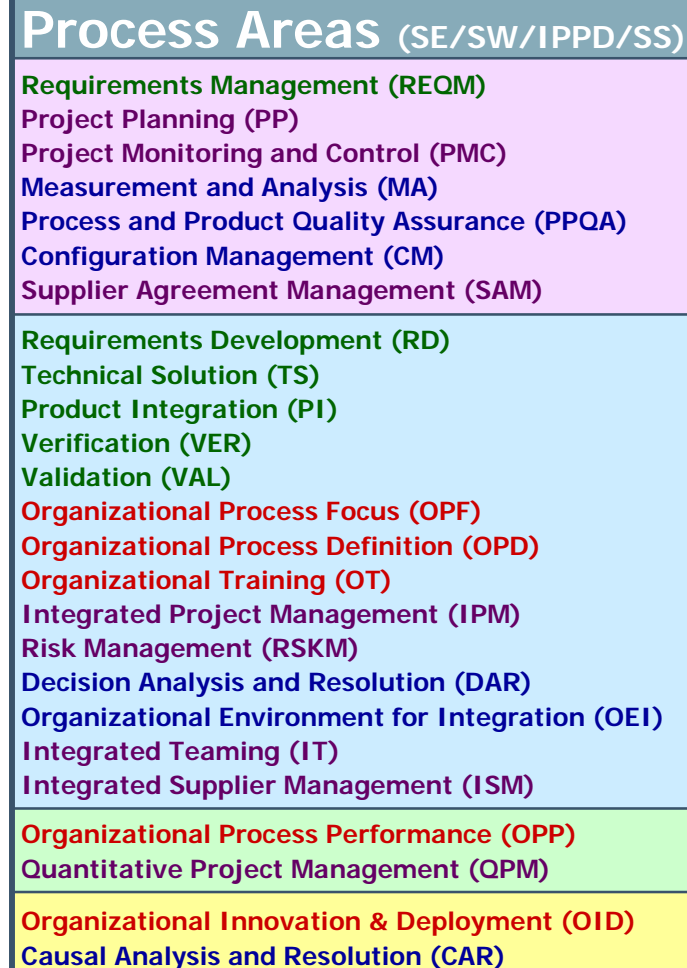 Process Areas (SE/SW/IPPD/SS)
Requirements Management (REQM)
Project Planning (PP)
Project Monitoring and Control (PMC)
Measurement and Analysis (MA)
Process and Product Quality Assurance (PPQA)
Configuration Management (CM)
Supplier Agreement Management (SAM)
Requirements Development (RD)
Technical Solution (TS)
Product Integration (PI)
Verification (VER)
Validation (VAL)
Organizational Process Focus (OPF)
Organizational Process Definition (OPD)
Organizational Training (OT)
Integrated Project Management (IPM)
Risk Management (RSKM)
Decision Analysis and Resolution (DAR)
Organizational Environment for Integration (OEI)
Integrated Teaming (IT)
Integrated Supplier Management (ISM)
Organizational Process Performance (OPP)
Quantitative Project Management (QPM)
Organizational Innovation & Deployment (OID)
Causal Analysis and Resolution (CAR)